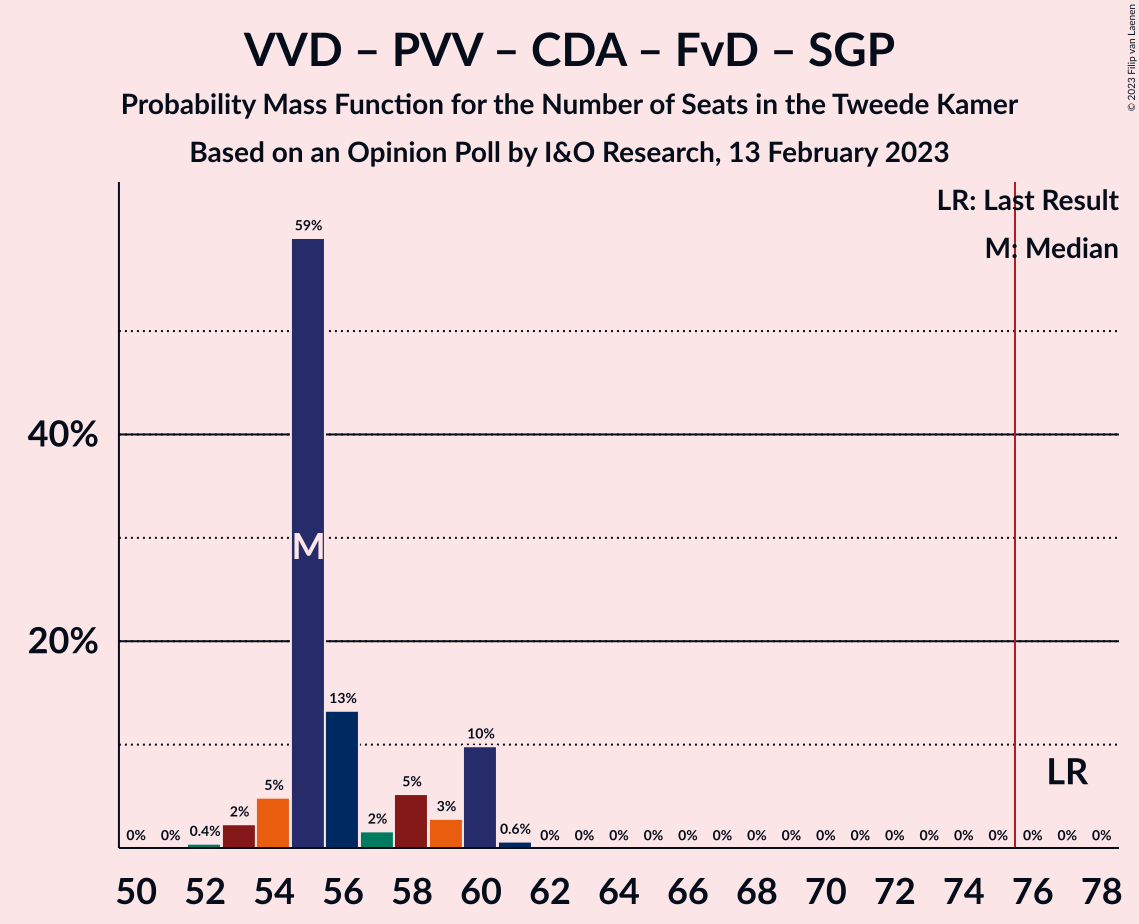 VVD – PVV – CDA – FvD – SGP
Probability Mass Function for the Number of Seats in the Tweede Kamer
Based on an Opinion Poll by I&O Research, 13 February 2023
© 2023 Filip van Laenen
LR: Last Result
M: Median
59%
40%
M
20%
13%
10%
LR
5%
5%
3%
2%
2%
0% 0% 0.4% 0.6% 0% 0% 0% 0% 0% 0% 0% 0% 0% 0% 0% 0% 0% 0% 0% 0% 0%
50 52 54 56 58 60 62 64 66 68 70 72 74 76 78